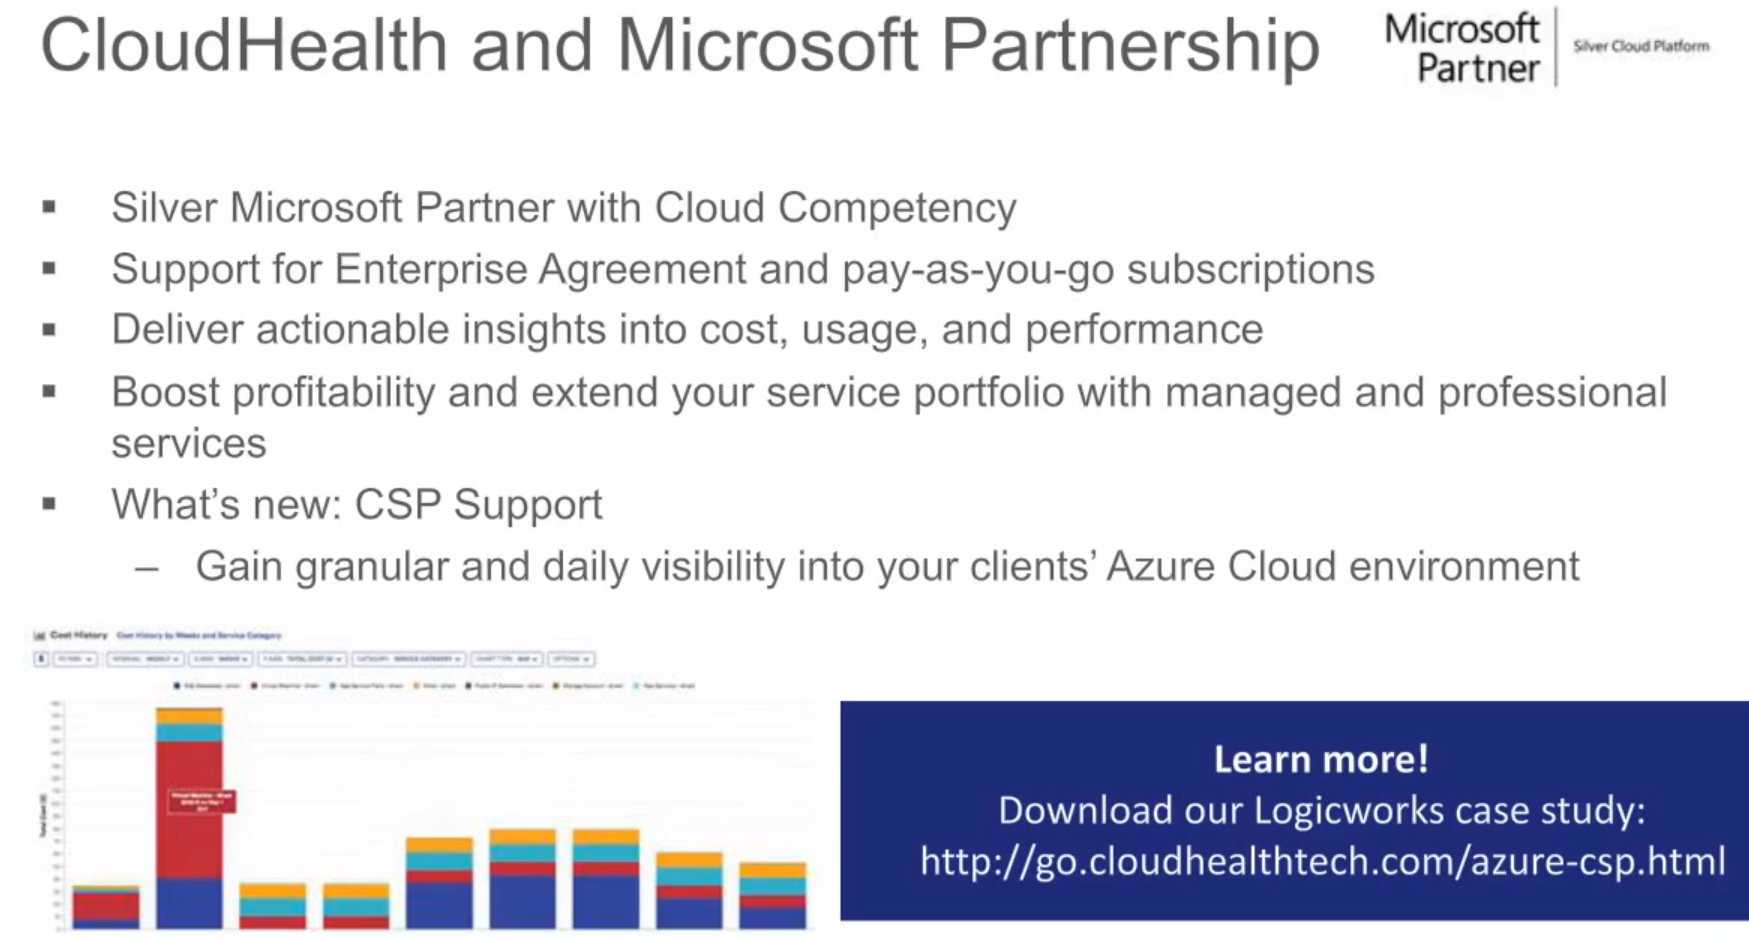 CloudHealth and Microsoft Partnership
Microsoft
Partner
Silver Cloud Platform
Silver Microsoft Partner with Cloud Competency
Support for Enterprise Agreement and pay-as-you-go subscriptions
Deliver actionable insights into cost, usage, and performance
Boost profitability and extend your service portfolio with managed and professional
services
What’s new: CSP Support
– Gain granular and daily visibility into your clients’ Azure Cloud environment
Cost History Cost History by Weeks and Service Category
Learn more!
Download our Logicworks case study:
http://go.cloudhealthtech.com/azure-csp.html